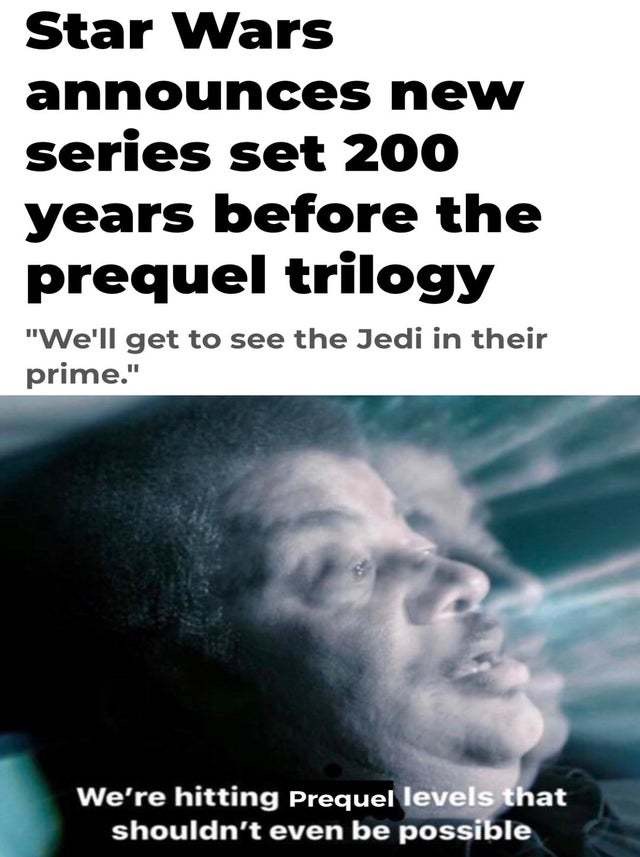 Star Wars
announces new
series set 200
years before the
prequel trilogy
"We'll get to see the Jedi in their
prime."
We're hitting Prequel levels that
shouldn't even be possible